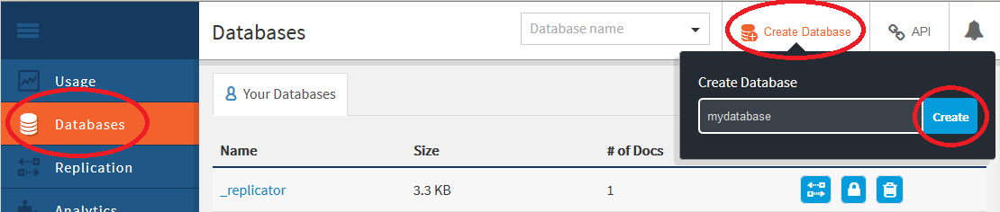 Databases
Database name
Create Database
API
Usage
Databases
Replication
Analytics
Your Databases
Create Database
mydatabase
Create
Name Size # of Docs
_replicator 3.3 KB 1